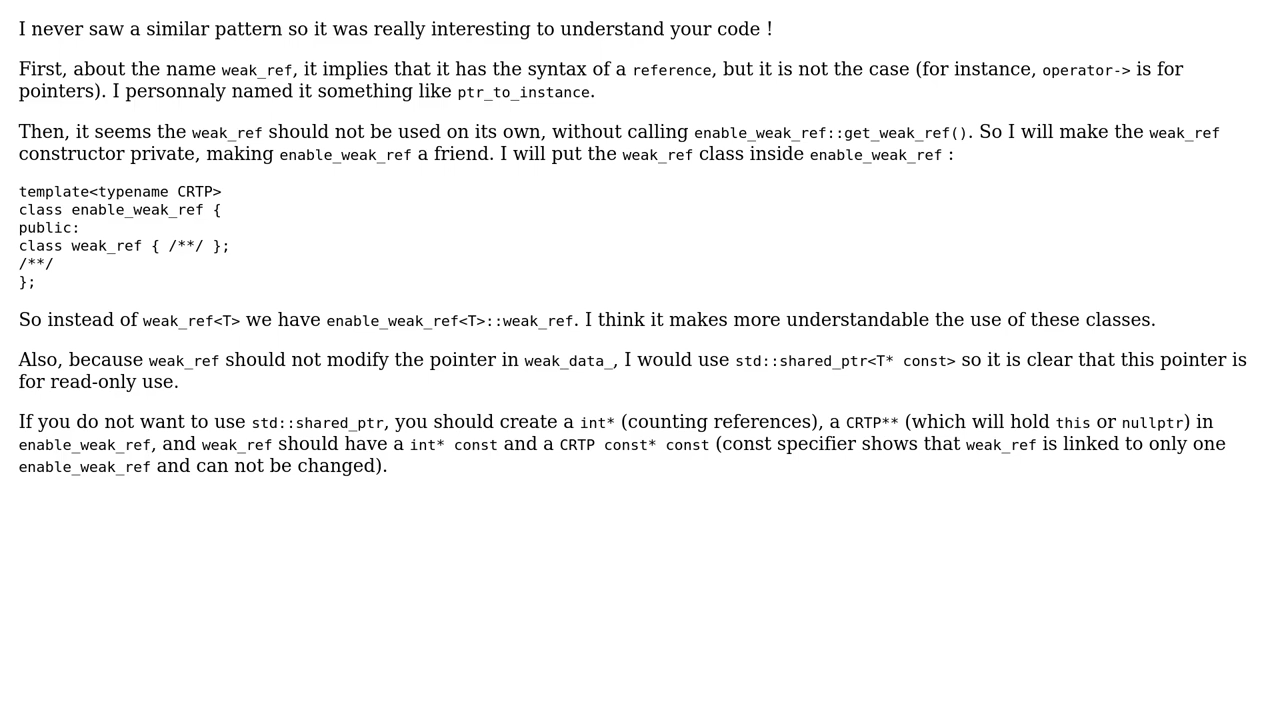 I never saw a similar pattern so it was really interesting to understand your code !
First, about the name weak_ref, it implies that it has the syntax of a reference, but it is not the case (for instance, operator-> is for
pointers). I personnaly named it something like ptr_to_instance.
Then, it seems the weak_ref should not be used on its own, without calling enable_weak_ref::get_weak_ref(). So I will make the weak_ref
constructor private, making enable_weak_ref a friend. I will put the weak_ref class inside enable_weak_ref :
template<typename CRTP>
class enable_weak_ref {
public:
class weak_ref { /**/ };
/**/
};
So instead of weak_ref<T> we have enable_weak_ref<T>::weak_ref. I think it makes more understandable the use of these classes.
Also, because weak_ref should not modify the pointer in weak_data_, I would use std::shared_ptr<T* const> so it is clear that this pointer is
for read-only use.
If you do not want to use std::shared_ptr, you should create a int* (counting references), a CRTP** (which will hold this or nullptr) in
enable_weak_ref, and weak_ref should have a int* const and a CRTP const* const (const specifier shows that weak_ref is linked to only one
enable_weak_ref and can not be changed).